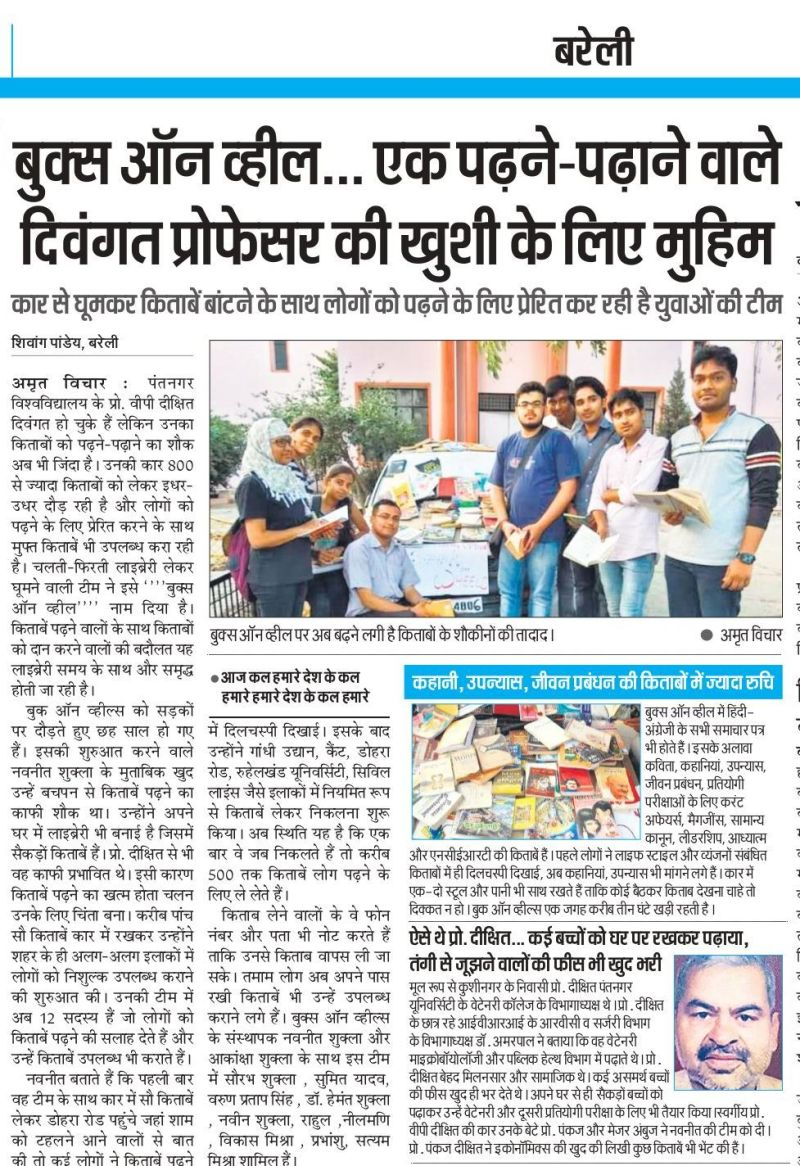 बरेली
बुक्स ऑन व्हील... एक पढ़ने-पढ़ाने वाले
दिवंगत प्रोफेसर की खुशी के लिए मुहिम
कार से घूमकर किताबें बांटने के साथ लोगों को पढ़ने के लिए प्रेरित कर रही है युवाओं की टीम
शिवांग पांडेय, बरेली
अमृत विचार : पंतनगर
विश्वविद्यालय के प्रो. वीपी दीक्षित
दिवंगत हो चुके हैं लेकिन उनका
किताबों को पढ़ने-पढ़ाने का शौक
अब भी जिंदा है। उनकी कार 800
से ज्यादा किताबों को लेकर इधर-
उधर दौड़ रही है और लोगों को
पढ़ने के लिए प्रेरित करने के साथ
मुफ्त किताबें भी उपलब्ध करा रही
है। चलती-फिरती लाइब्रेरी लेकर
घूमने वाली टीम ने इसे ''''बुक्स
ऑन व्हील'''' नाम दिया है।
किताबें पढ़ने वालों के साथ किताबों
को दान करने वालों की बदौलत यह
लाइब्रेरी समय के साथ और समृद्ध
होती जा रही है।
बुक ऑन व्हील्स को सड़कों
पर दौड़ते हुए छह साल हो गए
हैं। इसकी शुरुआत करने वाले
नवनीत शुक्ला के मुताबिक खुद
उन्हें बचपन से किताबें पढ़ने का
काफी शौक था। उन्होंने अपने
घर में लाइब्रेरी भी बनाई है जिसमें
सैकड़ों किताबें हैं। प्रो. दीक्षित से भी
वह काफी प्रभावित थे। इसी कारण
किताबें पढ़ने का खत्म होता चलन
उनके लिए चिंता बना। करीब पांच
सौ किताबें कार में रखकर उन्होंने
शहर के ही अलग-अलग इलाकों में
लोगों को निशुल्क उपलब्ध कराने
की शुरुआत की। उनकी टीम में
अब 12 सदस्य हैं जो लोगों को
किताबें पढ़ने की सलाह देते हैं और
उन्हें किताबें उपलब्ध भी कराते हैं।
नवनीत बताते हैं कि पहली बार
वह टीम के साथ कार में सौ किताबें
लेकर डोहरा रोड पहुंचे जहां शाम
को टहलने आने वालों से बात
की तो कई लोगों ने किताबें पढ़ने
4806
बुक्स ऑन व्हील पर अब बढ़ने लगी है किताबों के शौकीनों की तादाद।
● अमृत विचार
● आज कल हमारे देश के कल
हमारे हमारे देश के कल हमारे
में दिलचस्पी दिखाई। इसके बाद
उन्होंने गांधी उद्यान, कैंट, डोहरा
रोड, रुहेलखंड यूनिवर्सिटी, सिविल
लाइंस जैसे इलाकों में नियमित रूप
से किताबें लेकर निकलना शुरू
किया। अब स्थिति यह है कि एक
बार वे जब निकलते हैं तो करीब
500 तक किताबें लोग पढ़ने के
लिए ले लेते हैं।
किताब लेने वालों के वे फोन
नंबर और पता भी नोट करते हैं
ताकि उनसे किताब वापस ली जा
सके। तमाम लोग अब अपने पास
रखी किताबें भी उन्हें उपलब्ध
कराने लगे हैं। बुक्स ऑन व्हील्स
के संस्थापक नवनीत शुक्ला और
आकांक्षा शुक्ला के साथ इस टीम
में सौरभ शुक्ला , सुमित यादव,
वरुण प्रताप सिंह , डॉ. हेमंत शुक्ला
, नवीन शुक्ला, राहुल ,नीलमणि
, विकास मिश्रा , प्रभांशु, सत्यम
मिश्रा शामिल हैं।
कहानी, उपन्यास, जीवन प्रबंधन की किताबों में ज्यादा रुचि
बुक्स ऑन व्हील में हिंदी-
अंग्रेजी के सभी समाचार पत्र
भी होते हैं। इसके अलावा
कविता, कहानियां, उपन्यास,
जीवन प्रबंधन, प्रतियोगी
परीक्षाओं के लिए करंट
अफेयर्स, मैगजींस, सामान्य
कानून, लीडरशिप, आध्यात्म
और एनसीईआरटी की किताबें हैं। पहले लोगों ने लाइफ स्टाइल और व्यंजनों संबंधित
किताबों में ही दिलचस्पी दिखाई, अब कहानियां, उपन्यास भी मांगने लगे हैं। कार में
एक-दो स्टूल और पानी भी साथ रखते हैं ताकि कोई बैठकर किताब देखना चाहे तो
दिक्कत न हो। बुक ऑन व्हील्स एक जगह करीब तीन घंटे खड़ी रहती है।
ऐसे थे प्रो. दीक्षित... कई बच्चों को घर पर रखकर पढ़ाया,
तंगी से जूझने वालों की फीस भी खुद भरी
मूल रूप से कुशीनगर के निवासी प्रो. दीक्षित पंतनगर
यूनिवर्सिटी के वेटेनरी कॉलेज के विभागाध्यक्ष थे। प्रो. दीक्षित
के छात्र रहे आईवीआरआई के आरवीसी व सर्जरी विभाग
के विभागाध्यक्ष डॉ. अमरपाल ने बताया कि वह वेटेनरी
माइक्रोबॉयोलॉजी और पब्लिक हेल्थ विभाग में पढ़ाते थे। प्रो.
दीक्षित बेहद मिलनसार और सामाजिक थे। कई असमर्थ बच्चों
की फीस खुद ही भर देते थे। अपने घर से ही सैकड़ों बच्चों को
पढ़ाकर उन्हें वेटेनरी और दूसरी प्रतियोगी परीक्षा के लिए भी तैयार किया।स्वर्गीय प्रो.
वीपी दीक्षित की कार उनके बेटे प्रो. पंकज और मेजर अंबुज ने नवनीत की टीम को दी।
प्रो. पंकज दीक्षित ने इकोनॉमिक्स की खुद की लिखी कुछ किताबें भी भेंट की हैं।